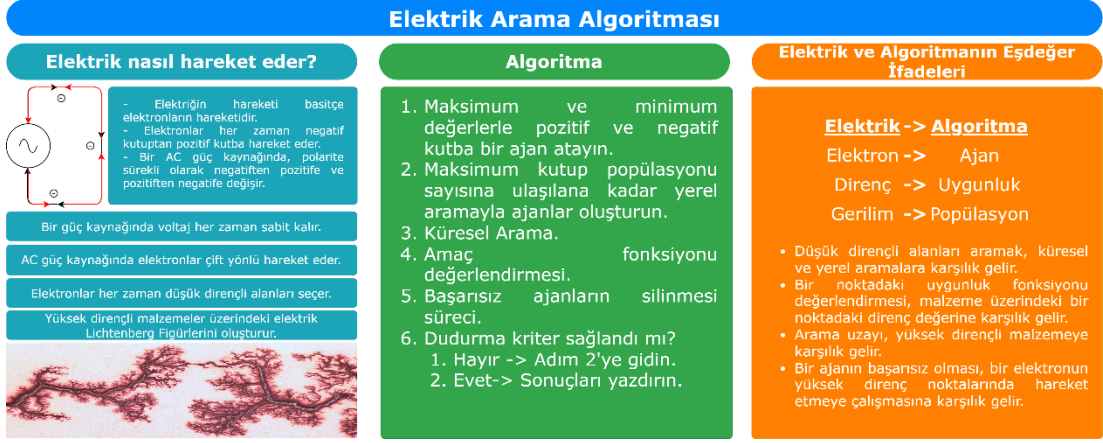 Elektrik Arama Algoritması
Elektrik nasıl hareket eder?
- Elektriğin hareketi basitçe
elektronların hareketidir.
- Elektronlar her zaman negatif
kutuptan pozitif kutba hareket eder.
- Bir AC güç kaynağında, polarite
sürekli olarak negatiften pozitife ve
pozitiften negatife değişir.
Bir güç kaynağında voltaj her zaman sabit kalır.
AC güç kaynağında elektronlar çift yönlü hareket eder.
Elektronlar her zaman düşük dirençli alanları seçer.
Yüksek dirençli malzemeler üzerindeki elektrik
Lichtenberg Figürlerini oluşturur.
Algoritma
1. Maksimum ve minimum
değerlerle pozitif ve negatif
kutba bir ajan atayın.
2. Maksimum kutup popülasyonu
sayısına ulaşılana kadar yerel
aramayla ajanlar oluşturun.
3. Küresel Arama.
4. Amaç fonksiyonu
değerlendirmesi.
5. Başarısız ajanların silinmesi
süreci.
6. Dudurma kriter sağlandı mı?
1. Hayır -> Adım 2'ye gidin.
2. Evet-> Sonuçları yazdırın.
Elektrik ve Algoritmanın Eşdeğer
İfadeleri
Elektrik -> Algoritma
Elektron -> Ajan
Direnç -> Uygunluk
Gerilim -> Popülasyon
• Düşük dirençli alanları aramak, küresel
ve yerel aramalara karşılık gelir.
• Bir noktadaki uygunluk fonksiyonu
değerlendirmesi, malzeme üzerindeki bir
noktadaki direnç değerine karşılık gelir.
• Arama uzayı, yüksek dirençli malzemeye
karşılık gelir.
• Bir ajanın başarısız olması, bir elektronun
yüksek direnç noktalarında hareket
etmeye çalışmasına karşılık gelir.